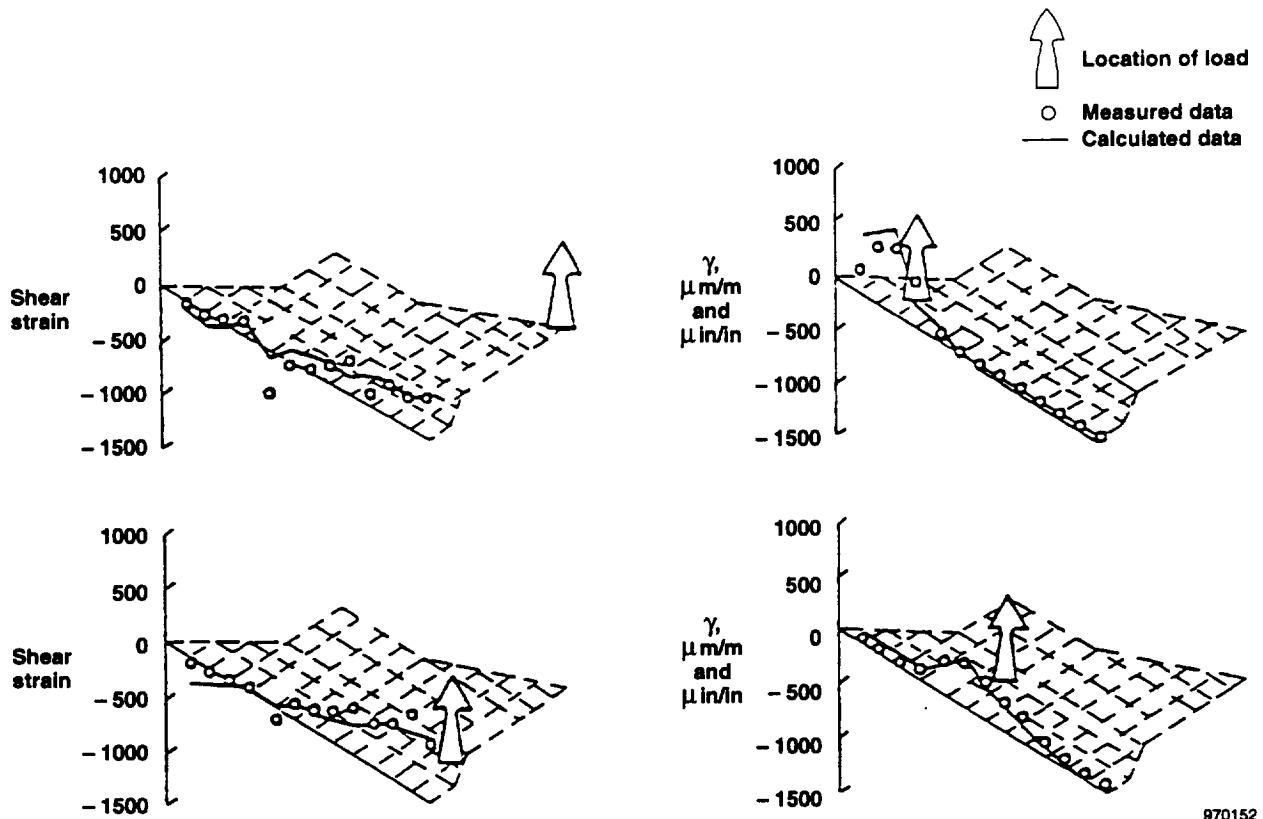 Location of load
Measured data
Calculated data
1000
500
0
– 500
– 1000
– 1500
Shear
strain
1000
500
0
– 500
– 1000
– 1500
γ,
μ m/m
and
μ in/in
1000
500
0
– 500
– 1000
– 1500
Shear
strain
1000
500
0
– 500
– 1000
– 1500
γ,
μ m/m
and
μ in/in
970152